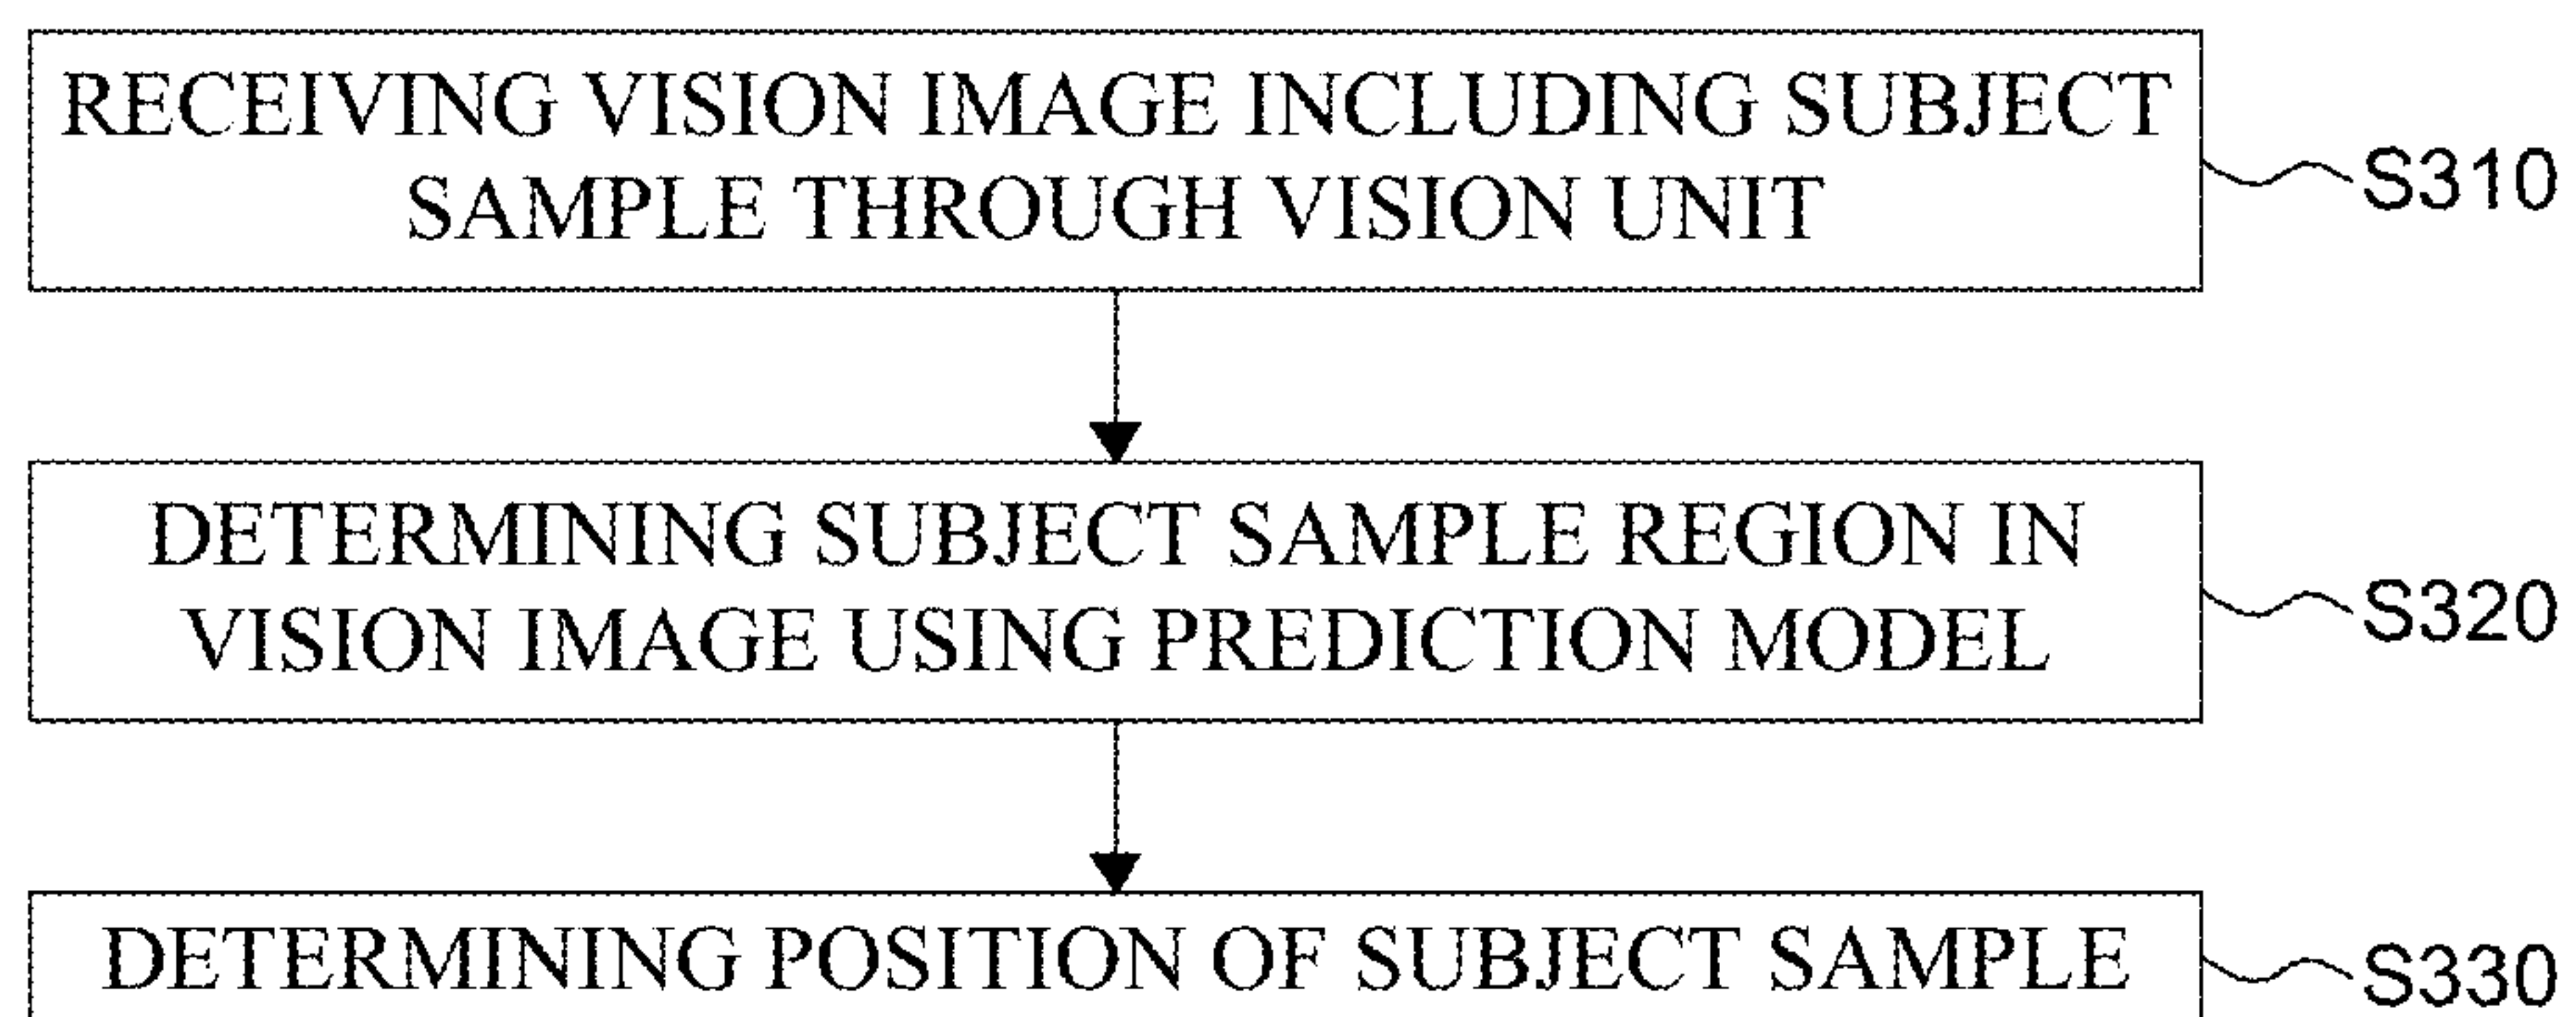 RECEIVING VISION IMAGE INCLUDING SUBJECT
SAMPLE THROUGH VISION UNIT
S310
DETERMINING SUBJECT SAMPLE REGION IN
VISION IMAGE USING PREDICTION MODEL
S320
DETERMINING POSITION OF SUBJECT SAMPLE
S330